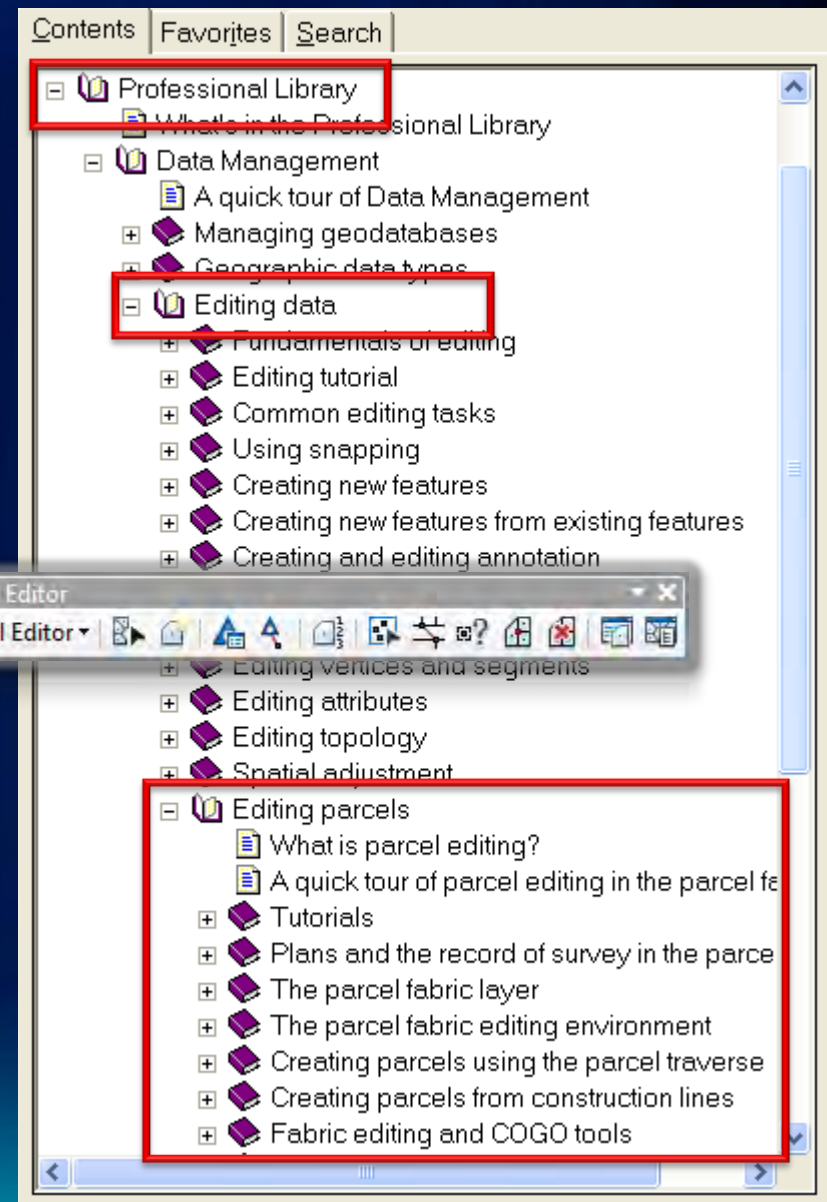 Contents Favorites Search
Professional Library
What's in the Professional Library
Data Management
A quick tour of Data Management
Managing geodatabases
Geographic data types
Editing data
Fundamentals of editing
Editing tutorial
Common editing tasks
Using snapping
Creating new features
Creating new features from existing features
Creating and editing annotation
Editor
l Editor
Editing vertices and segments
Editing attributes
Editing topology
Spatial adjustment
Editing parcels
What is parcel editing?
A quick tour of parcel editing in the parcel fa
Tutorials
Plans and the record of survey in the parce
The parcel fabric layer
The parcel fabric editing environment
Creating parcels using the parcel traverse
Creating parcels from construction lines
Fabric editing and COGO tools